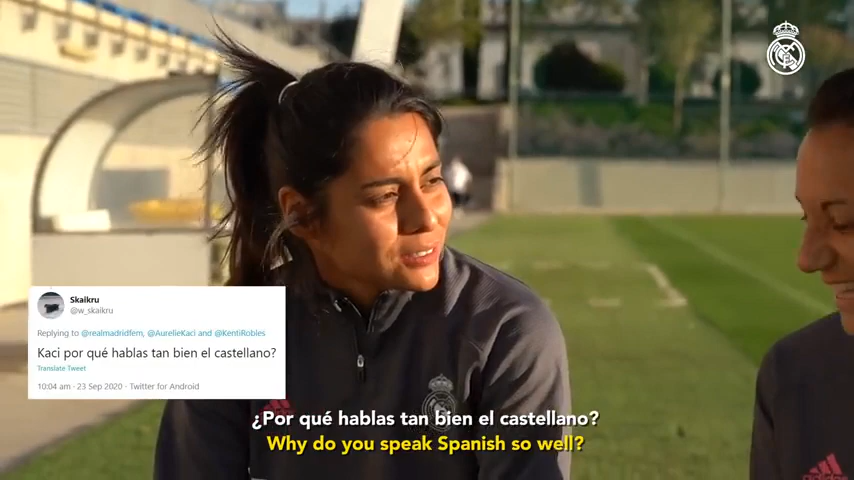 Skaikru
@w_skaikru
Replying to @realmadridfem, @AurelieKaci and @KentiRobles
Kaci por qué hablas tan bien el castellano?
Translate Tweet
10:04 am · 23 Sep 2020 · Twitter for Android
¿Por qué hablas tan bien el castellano?
Why do you speak Spanish so well?
adidas